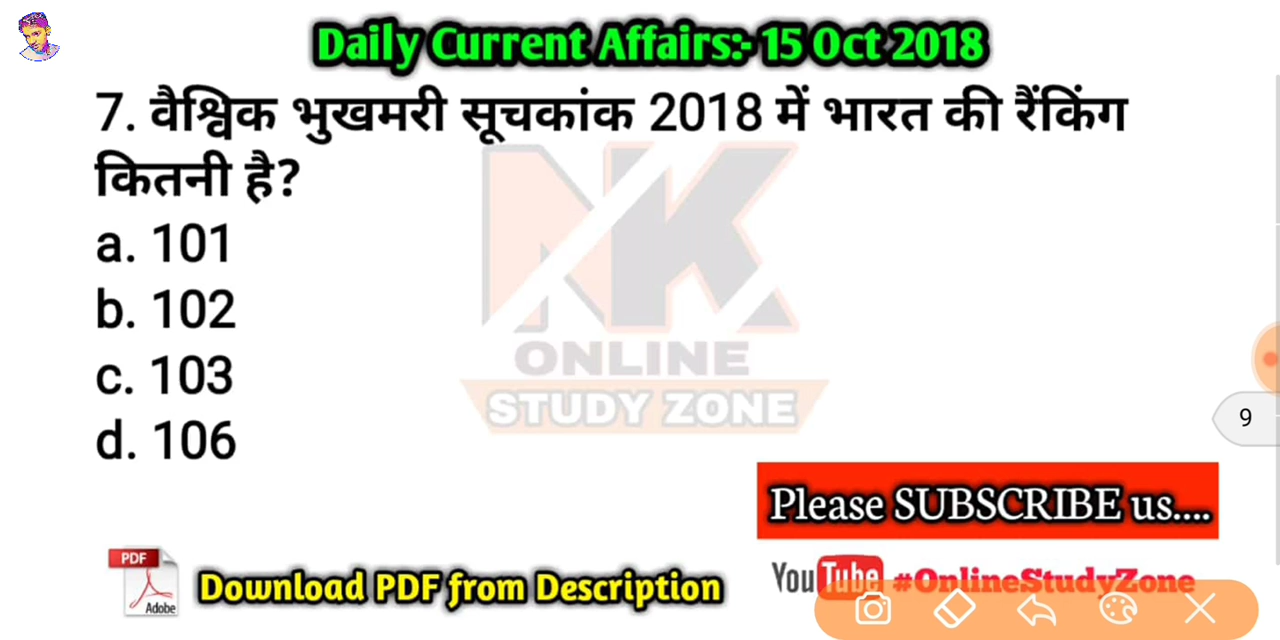 Daily Current Affairs:- 15 Oct 2018
7. वैश्विक भुखमरी सूचकांक 2018 में भारत की रैंकिंग
कितनी है?
a. 101
b. 102
c. 103
d. 106
NK
ONLINE
STUDY ZONE
9
Please SUBSCRIBE us....
PDF
Adobe
Download PDF from Description
YouTube #OnlineStudyZone